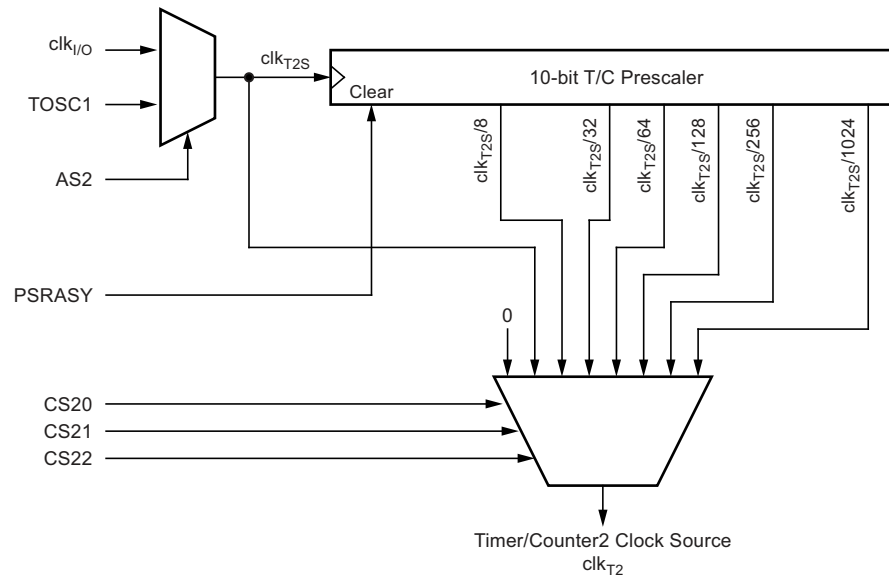 clkI/O
clkT2S
10-bit T/C Prescaler
TOSC1
Clear
AS2
clkT2S/8
clkT2S/32
clkT2S/64
clkT2S/128
clkT2S/256
clkT2S/1024
PSRASY
0
CS20
CS21
CS22
Timer/Counter2 Clock Source
clkT2